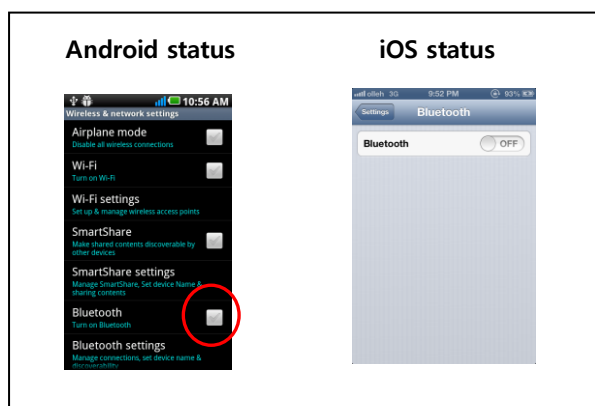 Android status
iOS status
10:56 AM
Wireless & network settings
Airplane mode
Disable all wireless connections
Wi-Fi
Turn on Wi-Fi
Wi-Fi settings
Set up & manage wireless access points
SmartShare
Make shared contents discoverable by
other devices
SmartShare settings
Manage SmartShare, Set device Name &
sharing contents
Bluetooth
Turn on Bluetooth
Bluetooth settings
Manage connections, set device name &
discoverability
olleh 3G 9:52 PM 93%
Settings Bluetooth
Bluetooth OFF